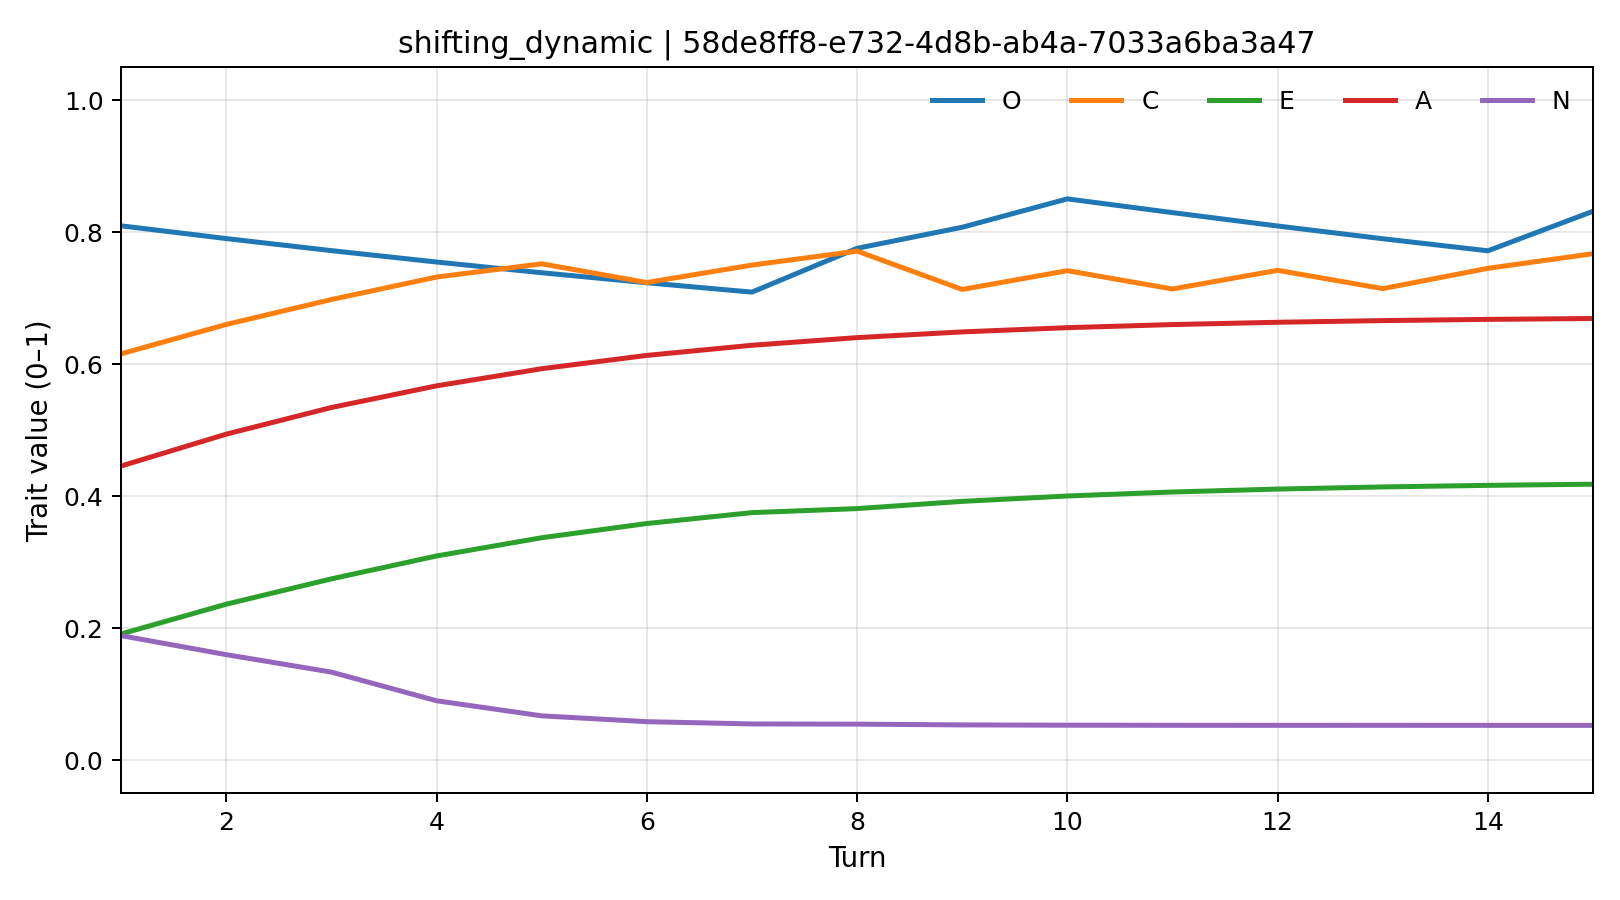 shifting_dynamic | 58de8ff8-e732-4d8b-ab4a-7033a6ba3a47
O C E A N
1.0
0.8
0.6
0.4
0.2
0.0
Trait value (0–1)
2 4 6 8 10 12 14
Turn